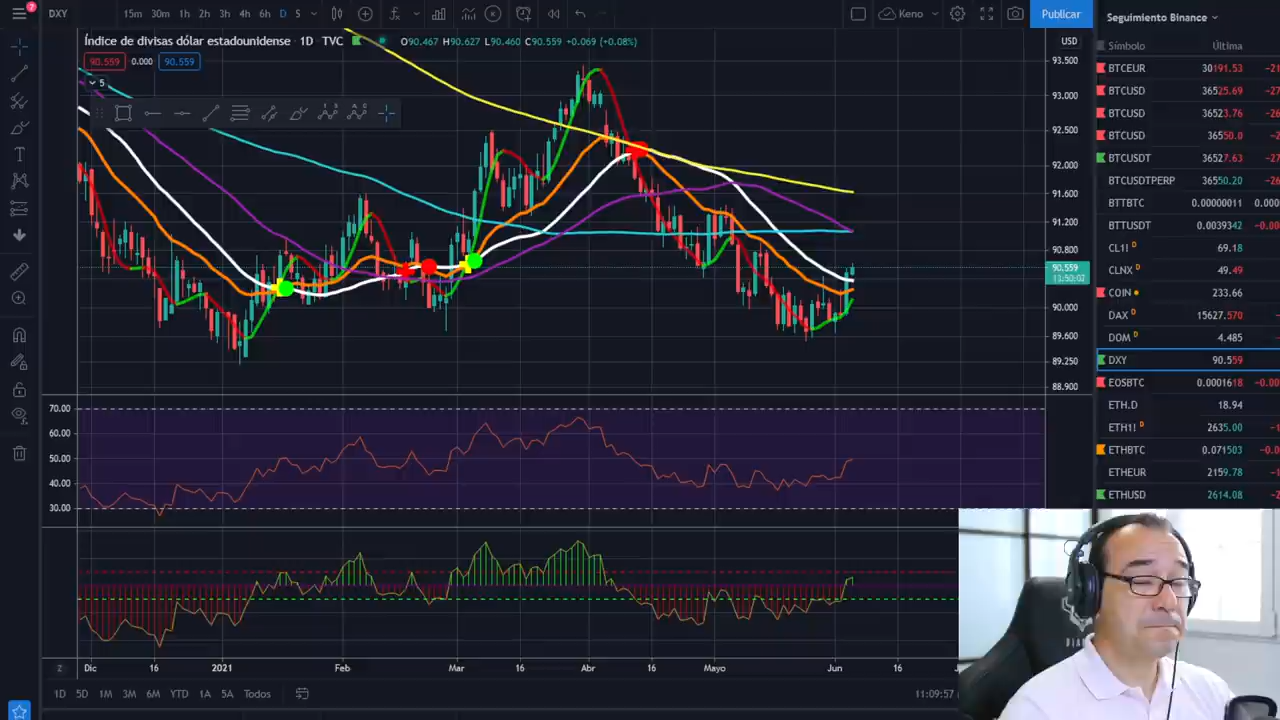 7
DXY
15m 30m 1h 2h 3h 4h 6h D S
Keno
Publicar
Índice de divisas dólar estadounidense · 1D · TVC
O90.467 H90.627 L90.460 C90.559 +0.069 (+0.08%)
90.559 0.000 90.559
5
USD
93.500
93.000
92.500
92.000
91.600
91.200
90.800
90.559
13:50:02
90.000
89.600
89.250
88.900
70.00
60.00
50.00
40.00
30.00
Dic 16 2021 Feb Mar 16 Abr 16 Mayo Jun 16
1D 5D 1M 3M 6M YTD 1A 5A Todos
11:09:57
Seguimiento Binance
Símbolo Última
BTCEUR 30191.53
BTCUSD 36525.69
BTCUSD 36523.76
BTCUSD 36550.0
BTCUSDT 36527.63
BTCUSDTPERP 36550.20
BTTBTC 0.00000011
BTTUSDT 0.0039342
CL1! D 69.18
CLNX D 49.49
COIN 233.66
DAX D 15627.570
DOM D 4.485
DXY 90.559
EOSBTC 0.0001618
ETH.D 18.94
ETH1! D 2635.00
ETHBTC 0.071503
ETHEUR 2159.78
ETHUSD 2614.08